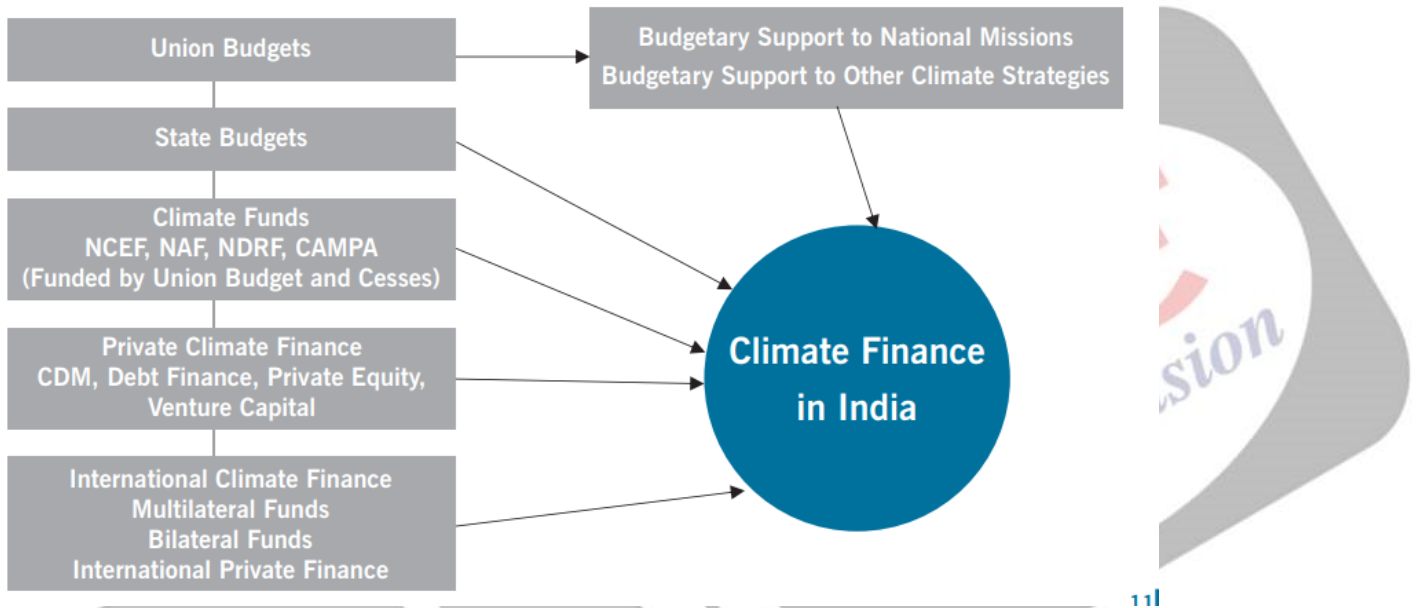 Union Budgets
Budgetary Support to National Missions
Budgetary Support to Other Climate Strategies
State Budgets
Climate Funds
NCEF, NAF, NDRF, CAMPA
(Funded by Union Budget and Cesses)
Private Climate Finance
CDM, Debt Finance, Private Equity,
Venture Capital
International Climate Finance
Multilateral Funds
Bilateral Funds
International Private Finance
Climate Finance
in India
11